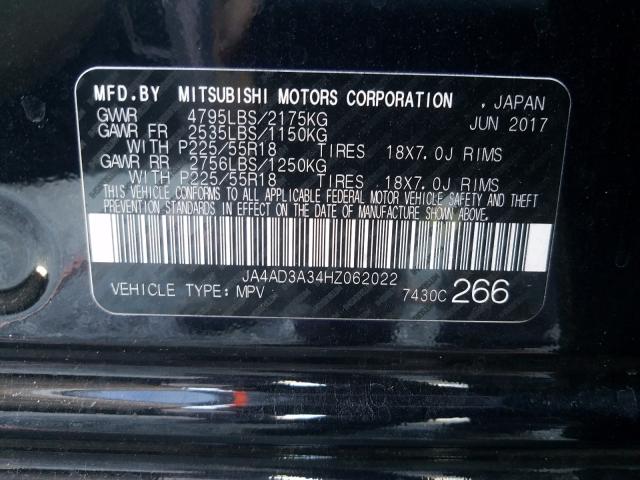 MFD.BY MITSUBISHI MOTORS CORPORATION , JAPAN
GVWR 4795LBS/2175KG JUN 2017
GAWR FR 2535LBS/1150KG
WITH P225/55R18 TIRES 18X7.0J RIMS
GAWR RR 2756LBS/1250KG
WITH P225/55R18 TIRES 18X7.0J RIMS
THIS VEHICLE CONFORMS TO ALL APPLICABLE FEDERAL MOTOR VEHICLE SAFETY AND THEFT
PREVENTION STANDARDS IN EFFECT ON THE DATE OF MANUFACTURE SHOWN ABOVE.
JA4AD3A34HZ062022
VEHICLE TYPE: MPV 7430C 266